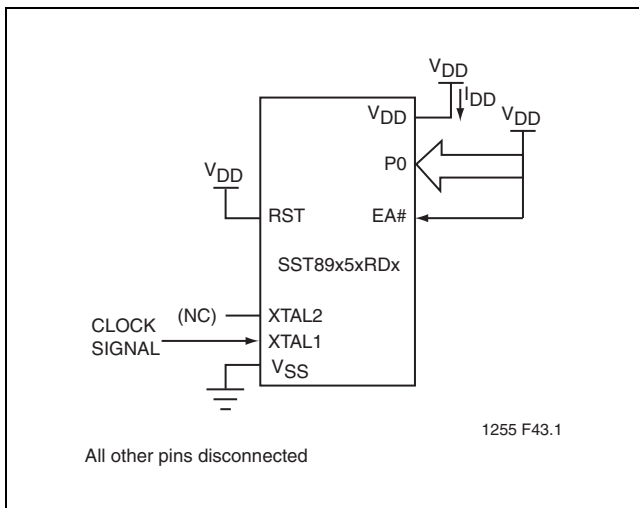 VDD
IDD
VDD
VDD
P0
VDD
RST
EA#
SST89x5xRDx
(NC)
XTAL2
CLOCK
SIGNAL
XTAL1
VSS
1255 F43.1
All other pins disconnected